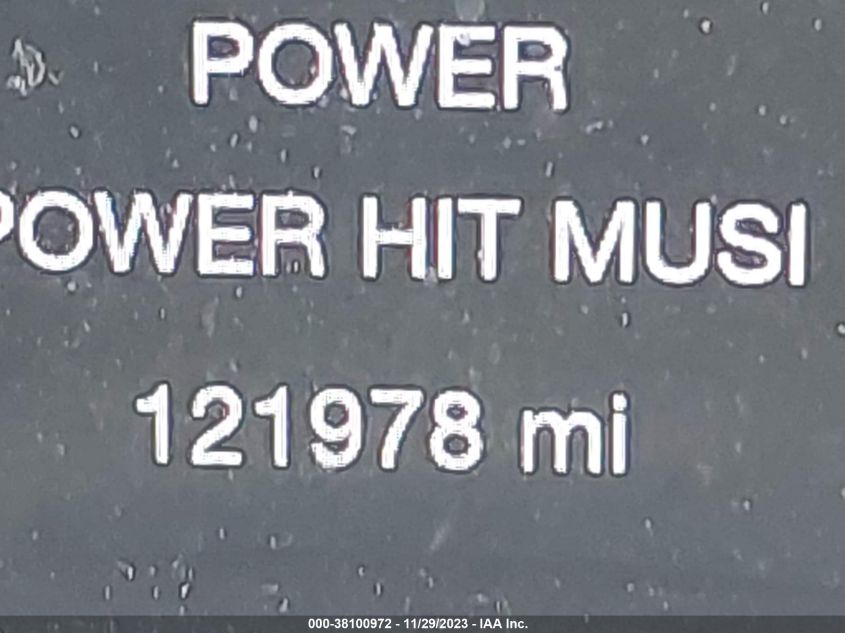 POWER
POWER HIT MUSI
121978 mi
000-38100972 - 11/29/2023 - IAA Inc.